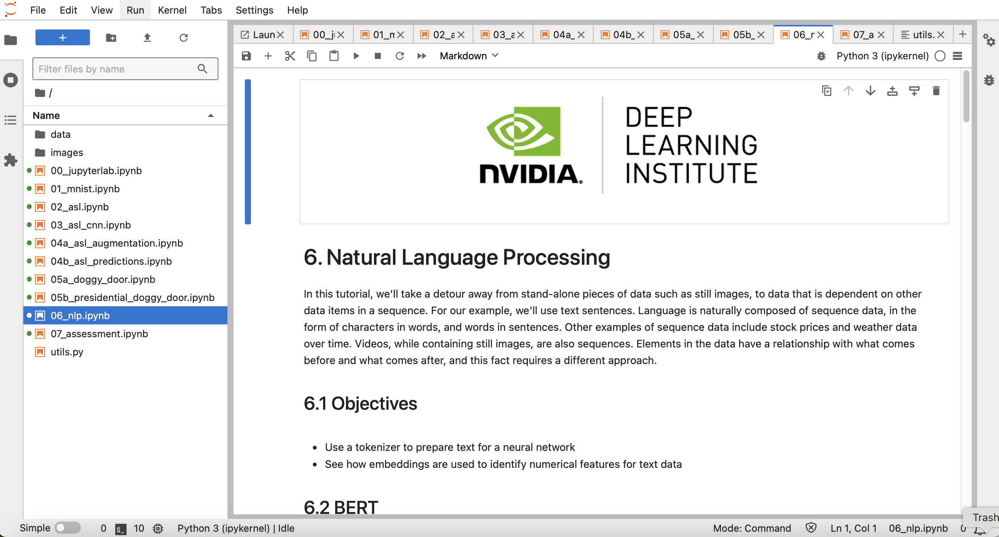 File Edit View Run Kernel Tabs Settings Help
Laun 00_j 01_m 02_a 03_a 04a_ 04b_ 05a_ 05b_ 06_r 07_a utils.
Markdown Python 3 (ipykernel)
Filter files by name
/
Name
data
images
00_jupyterlab.ipynb
01_mnist.ipynb
02_asl.ipynb
03_asl_cnn.ipynb
04a_asl_augmentation.ipynb
04b_asl_predictions.ipynb
05a_doggy_door.ipynb
05b_presidential_doggy_door.ipynb
06_nlp.ipynb
07_assessment.ipynb
utils.py
NVIDIA®
DEEP
LEARNING
INSTITUTE
6. Natural Language Processing
In this tutorial, we'll take a detour away from stand-alone pieces of data such as still images, to data that is dependent on other
data items in a sequence. For our example, we'll use text sentences. Language is naturally composed of sequence data, in the
form of characters in words, and words in sentences. Other examples of sequence data include stock prices and weather data
over time. Videos, while containing still images, are also sequences. Elements in the data have a relationship with what comes
before and what comes after, and this fact requires a different approach.
6.1 Objectives
• Use a tokenizer to prepare text for a neural network
• See how embeddings are used to identify numerical features for text data
6.2 BERT
Trash
Simple 0 $_ 10 Python 3 (ipykernel) | Idle Mode: Command Ln 1, Col 1 06_nlp.ipynb 0